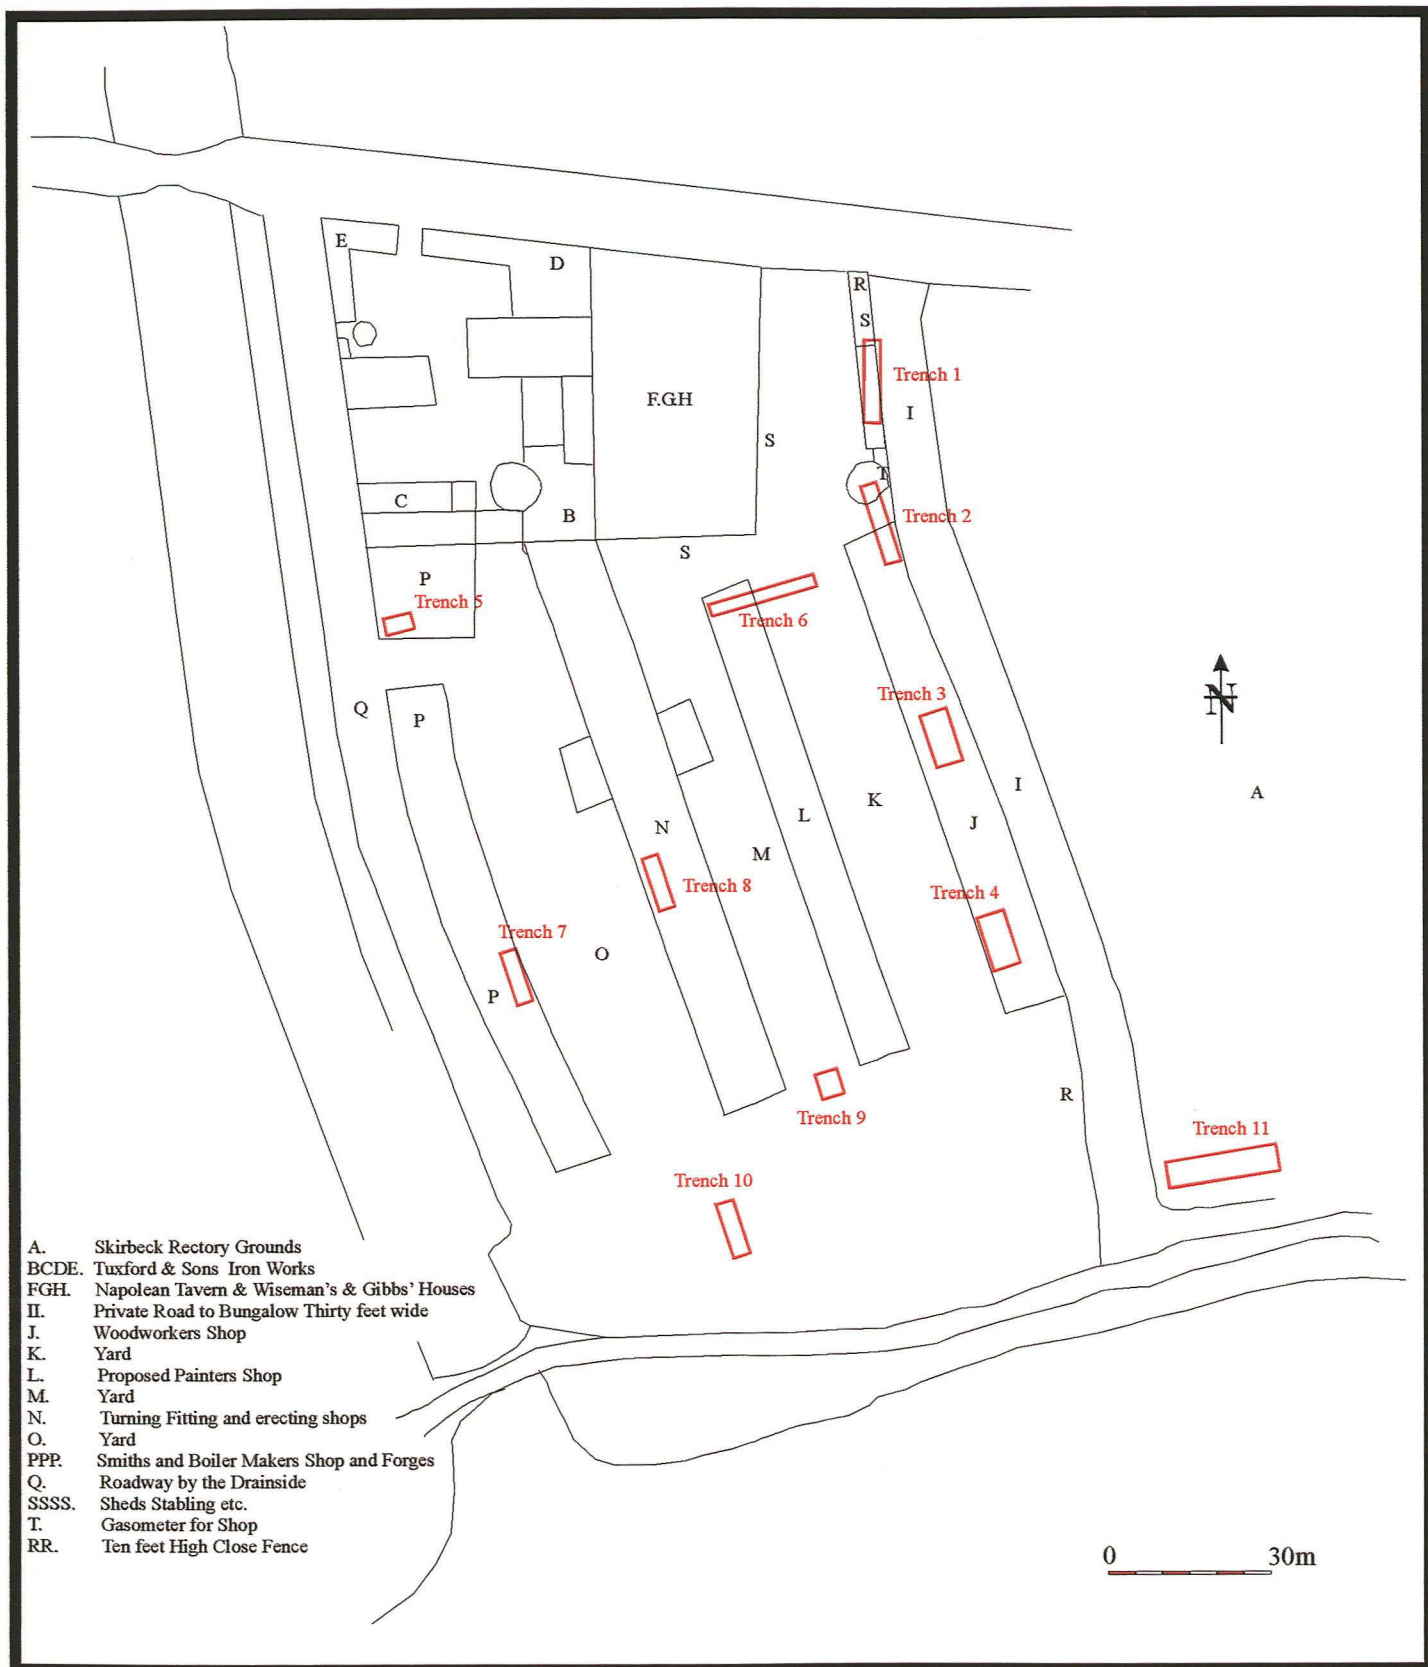 E
D
R
S
Trench 1
F.G.H
I
S
T
C
B
Trench 2
S
P
Trench 5
Trench 6
N
Trench 3
Q
P
I
A
K
L
J
N
M
Trench 8
Trench 4
Trench 7
O
P
R
Trench 9
Trench 11
Trench 10
A. Skirbeck Rectory Grounds
BCDE. Tuxford & Sons Iron Works
FGH. Napolean Tavern & Wiseman's & Gibbs' Houses
II. Private Road to Bungalow Thirty feet wide
J. Woodworkers Shop
K. Yard
L. Proposed Painters Shop
M. Yard
N. Turning Fitting and erecting shops
O. Yard
PPP. Smiths and Boiler Makers Shop and Forges
Q. Roadway by the Drainside
SSSS. Sheds Stabling etc.
T. Gasometer for Shop
RR. Ten feet High Close Fence
0 30m